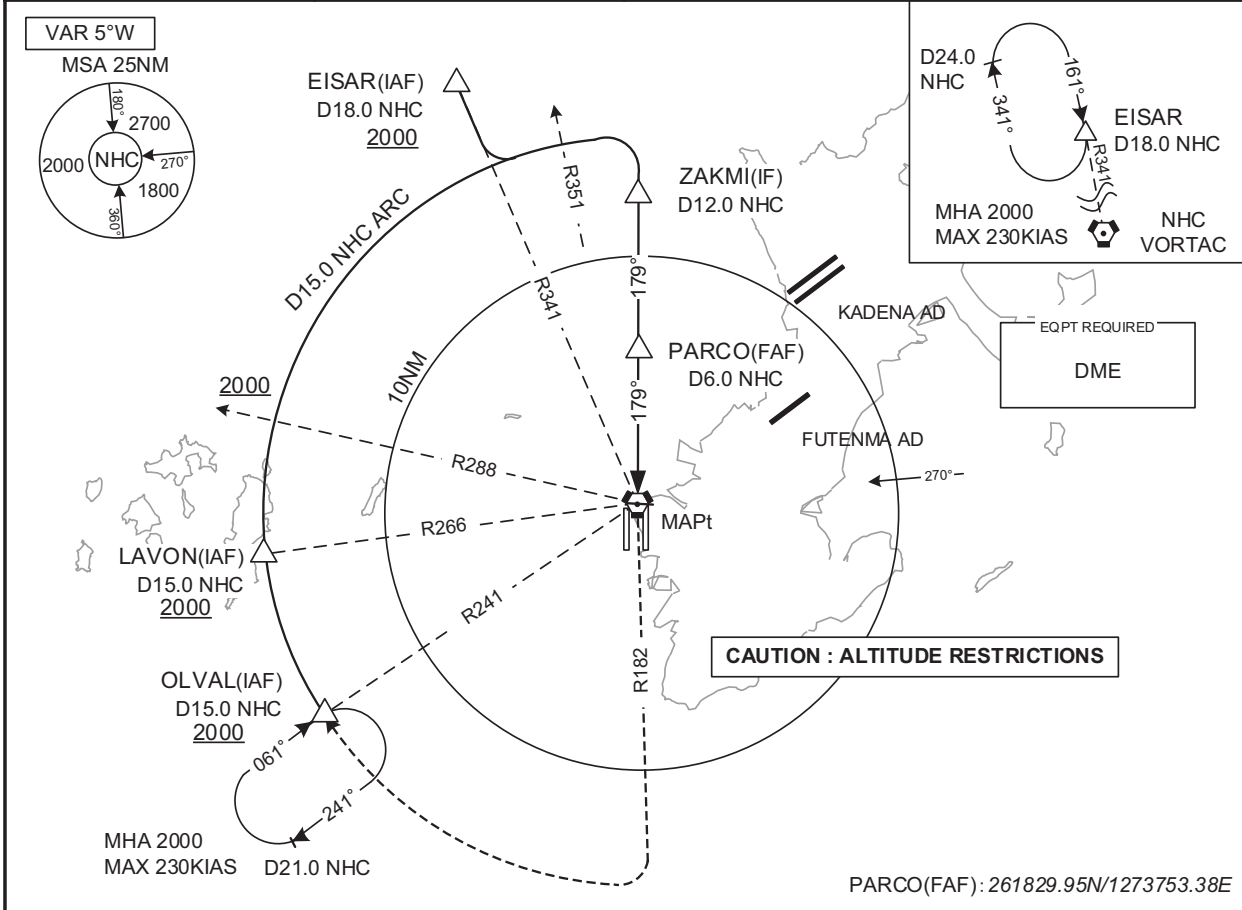 VAR 5°W
MSA 25NM
180°
2700
2000
NHC
270°
1800
360°
EISAR(IAF)
D18.0 NHC
2000
D15.0 NHC ARC
R351
R341
ZAKMI(IF)
D12.0 NHC
179°
10NM
PARCO(FAF)
D6.0 NHC
179°
KADENA AD
FUTENMA AD
270°
D24.0
NHC
161°
341°
EISAR
D18.0 NHC
R341
MHA 2000
MAX 230KIAS
NHC
VORTAC
EQPT REQUIRED
DME
2000
R288
R266
MAPt
LAVON(IAF)
D15.0 NHC
2000
R241
R182
CAUTION : ALTITUDE RESTRICTIONS
OLVAL(IAF)
D15.0 NHC
2000
061°
241°
MHA 2000
MAX 230KIAS
D21.0 NHC
PARCO(FAF): 261829.95N/1273753.38E